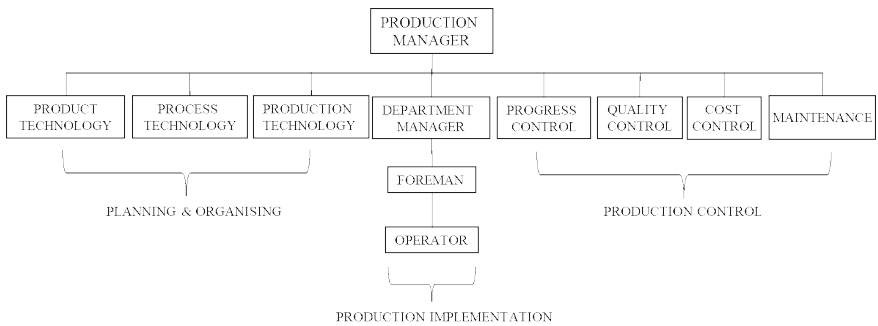 PRODUCTION
MANAGER
PRODUCT
TECHNOLOGY
PROCESS
TECHNOLOGY
PRODUCTION
TECHNOLOGY
DEPARTMENT
MANAGER
PROGRESS
CONTROL
QUALITY
CONTROL
COST
CONTROL
MAINTENANCE
FOREMAN
PLANNING & ORGANISING
PRODUCTION CONTROL
OPERATOR
PRODUCTION IMPLEMENTATION